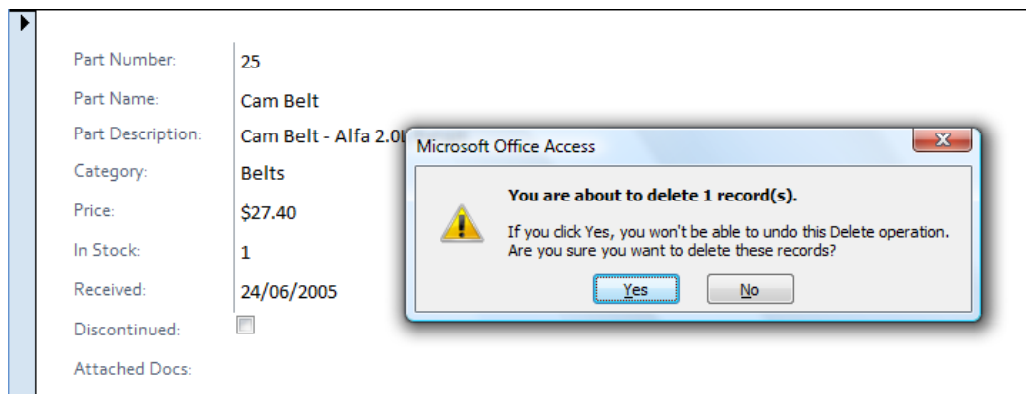 Part Number: 25
Part Name: Cam Belt
Part Description: Cam Belt - Alfa
Category: Belts
Price: $27.40
In Stock: 1
Received: 24/06/2005
Discontinued:
Attached Docs:
Microsoft Office Access
You are about to delete 1 record(s).
If you click Yes, you won't be able to undo this Delete operation.
Are you sure you want to delete these records?
Yes No